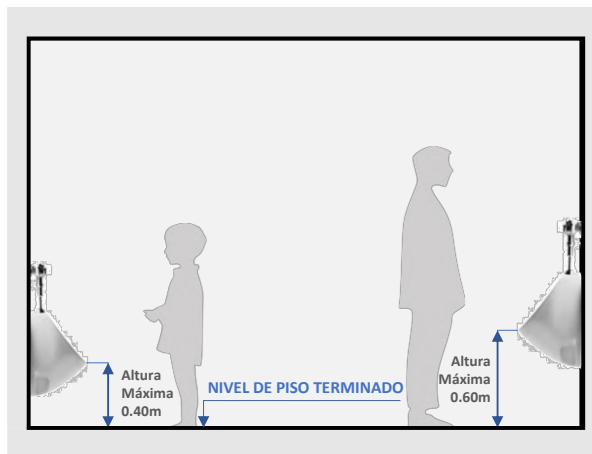 Altura
Máxima
0.40m
NIVEL DE PISO TERMINADO
Altura
Máxima
0.60m